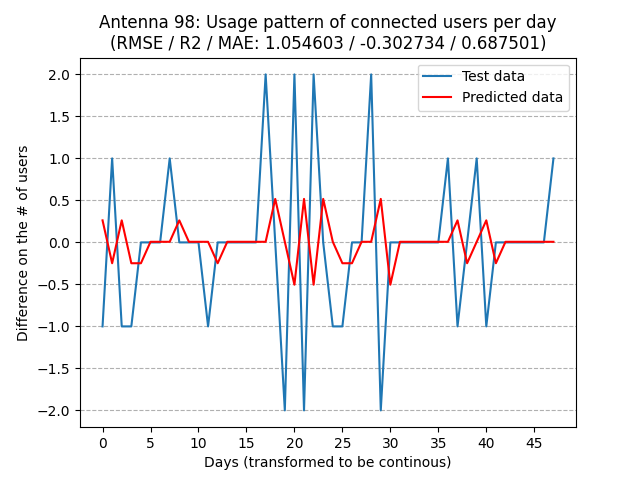 Antenna 98: Usage pattern of connected users per day
(RMSE / R2 / MAE: 1.054603 / -0.302734 / 0.687501)
Test data
Predicted data
Difference on the # of users
2.0
1.5
1.0
0.5
0.0
−0.5
−1.0
−1.5
−2.0
0 5 10 15 20 25 30 35 40 45
Days (transformed to be continous)